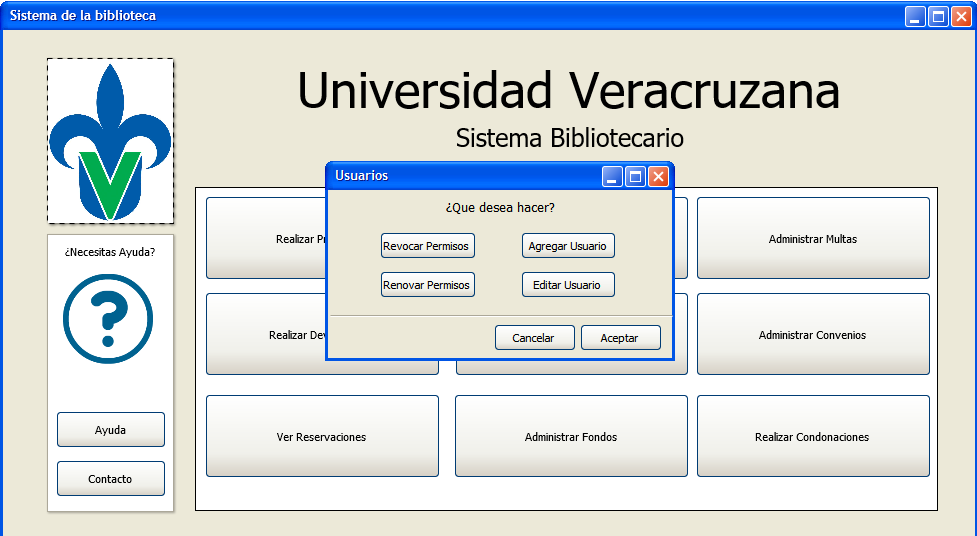 Sistema de la biblioteca
Universidad Veracruzana
Sistema Bibliotecario
Usuarios
¿Que desea hacer?
Revocar Permisos
Agregar Usuario
Renovar Permisos
Editar Usuario
Cancelar
Aceptar
¿Necesitas Ayuda?
?
Ayuda
Contacto
Realizar
Administrar Multas
Realizar
Administrar Convenios
Ver Reservaciones
Administrar Fondos
Realizar Condonaciones